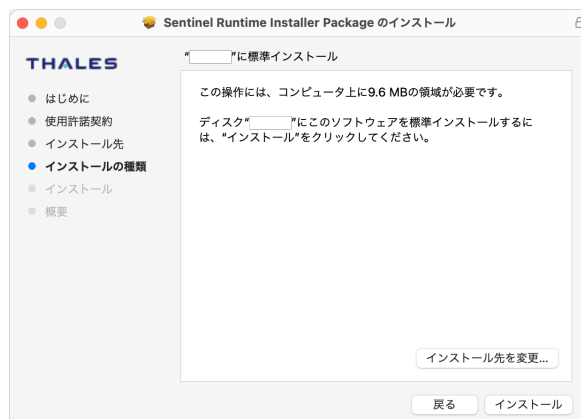 Sentinel Runtime Installer Package のインストール
THALES
“ ”に標準インストール
はじめに
使用許諾契約
インストール先
インストールの種類
インストール
概要
この操作には、コンピュータ上に9.6 MBの領域が必要です。
ディスク“ ”にこのソフトウェアを標準インストールするに
は、“インストール”をクリックしてください。
インストール先を変更...
戻る
インストール